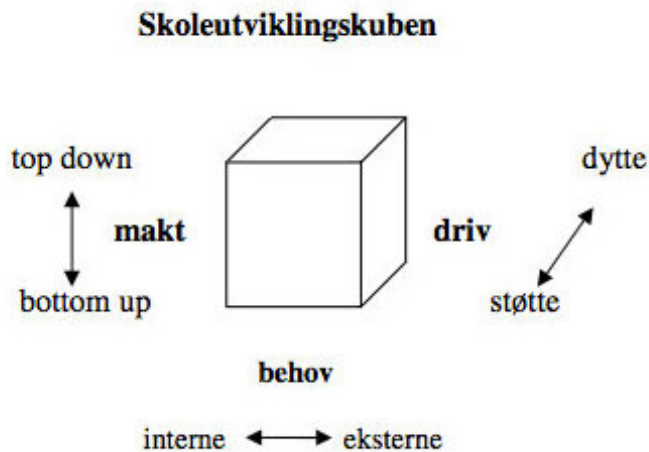 Skoleutviklingskuben
top down
dytte
makt
driv
bottom up
støtte
behov
interne
eksterne